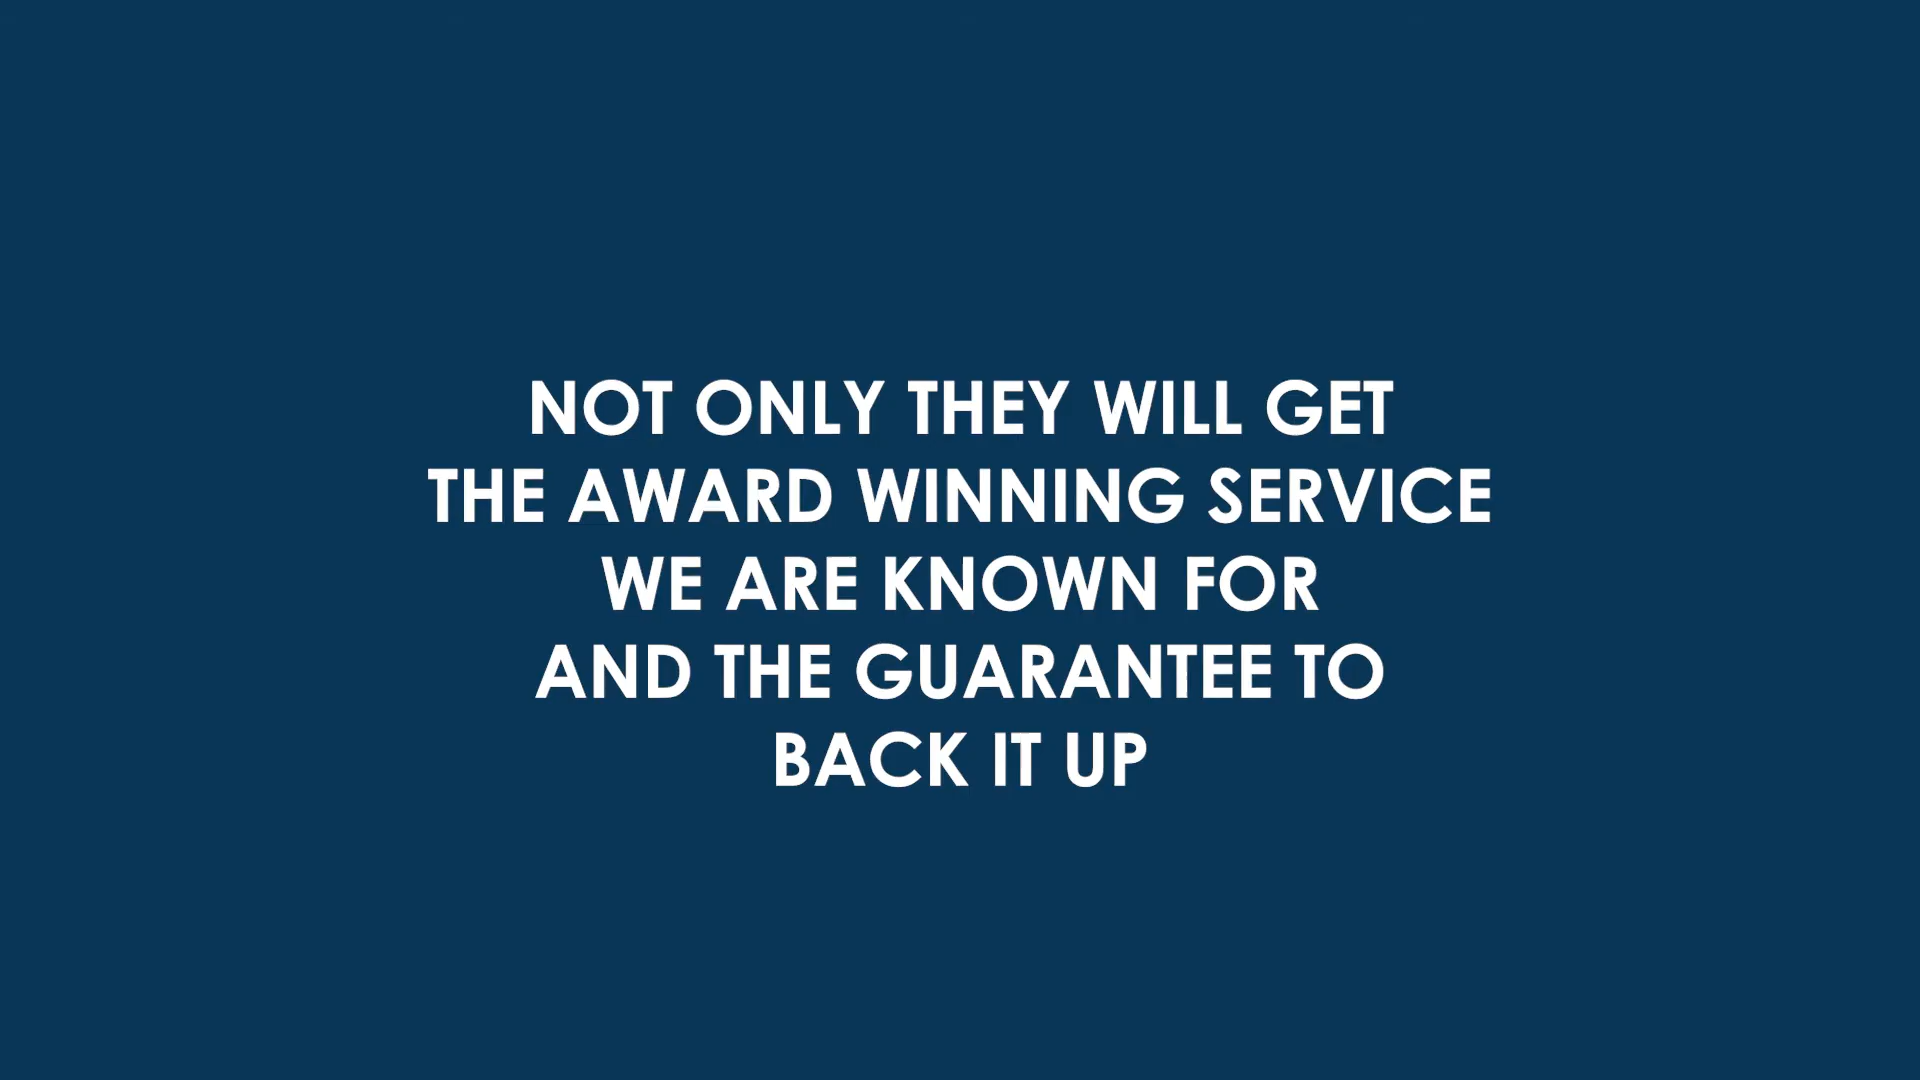 NOT ONLY THEY WILL GET
THE AWARD WINNING SERVICE
WE ARE KNOWN FOR
AND THE GUARANTEE TO
BACK IT UP